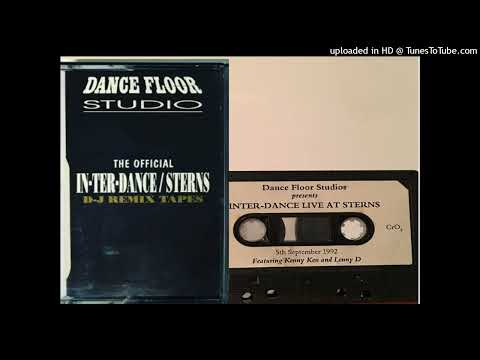 uploaded in HD @ TunesToTube.com
DANCE FLOOR
STUDIO
THE OFFICIAL
IN·TER·DANCE / STERNS
D-J REMIX TAPES
Dance Floor Studios
presents
INTER-DANCE LIVE AT STERNS
CrO2
5th September 1992
Featuring Kenny Ken and Lenny D